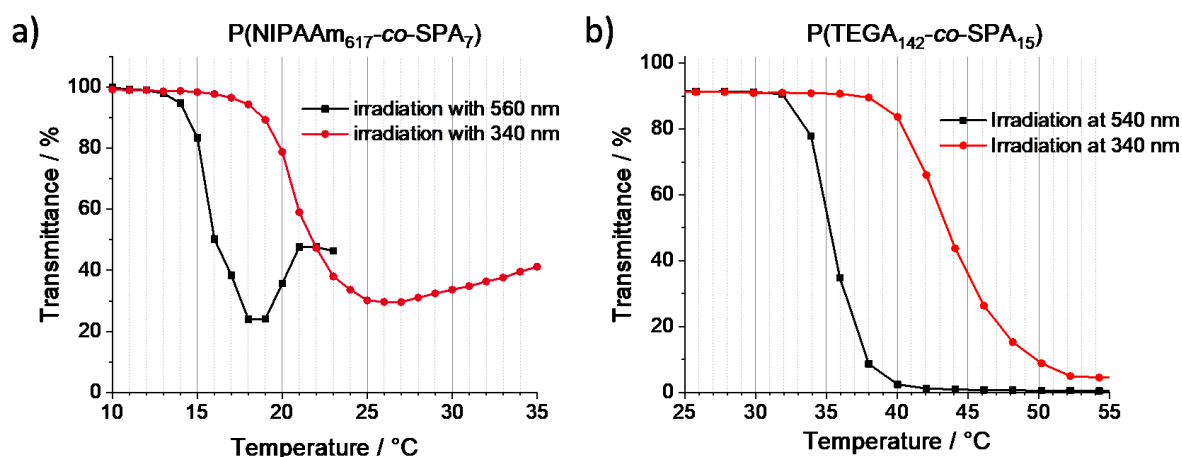 a)
P(NIPAAm617-co-SPA7)
100
80
60
40
20
0
Transmittance / %
irradiation with 560 nm
irradiation with 340 nm
10 15 20 25 30 35
Temperature / °C
b)
P(TEGA142-co-SPA15)
100
80
60
40
20
0
Transmittance / %
Irradiation at 540 nm
Irradiation at 340 nm
25 30 35 40 45 50 55
Temperature / °C